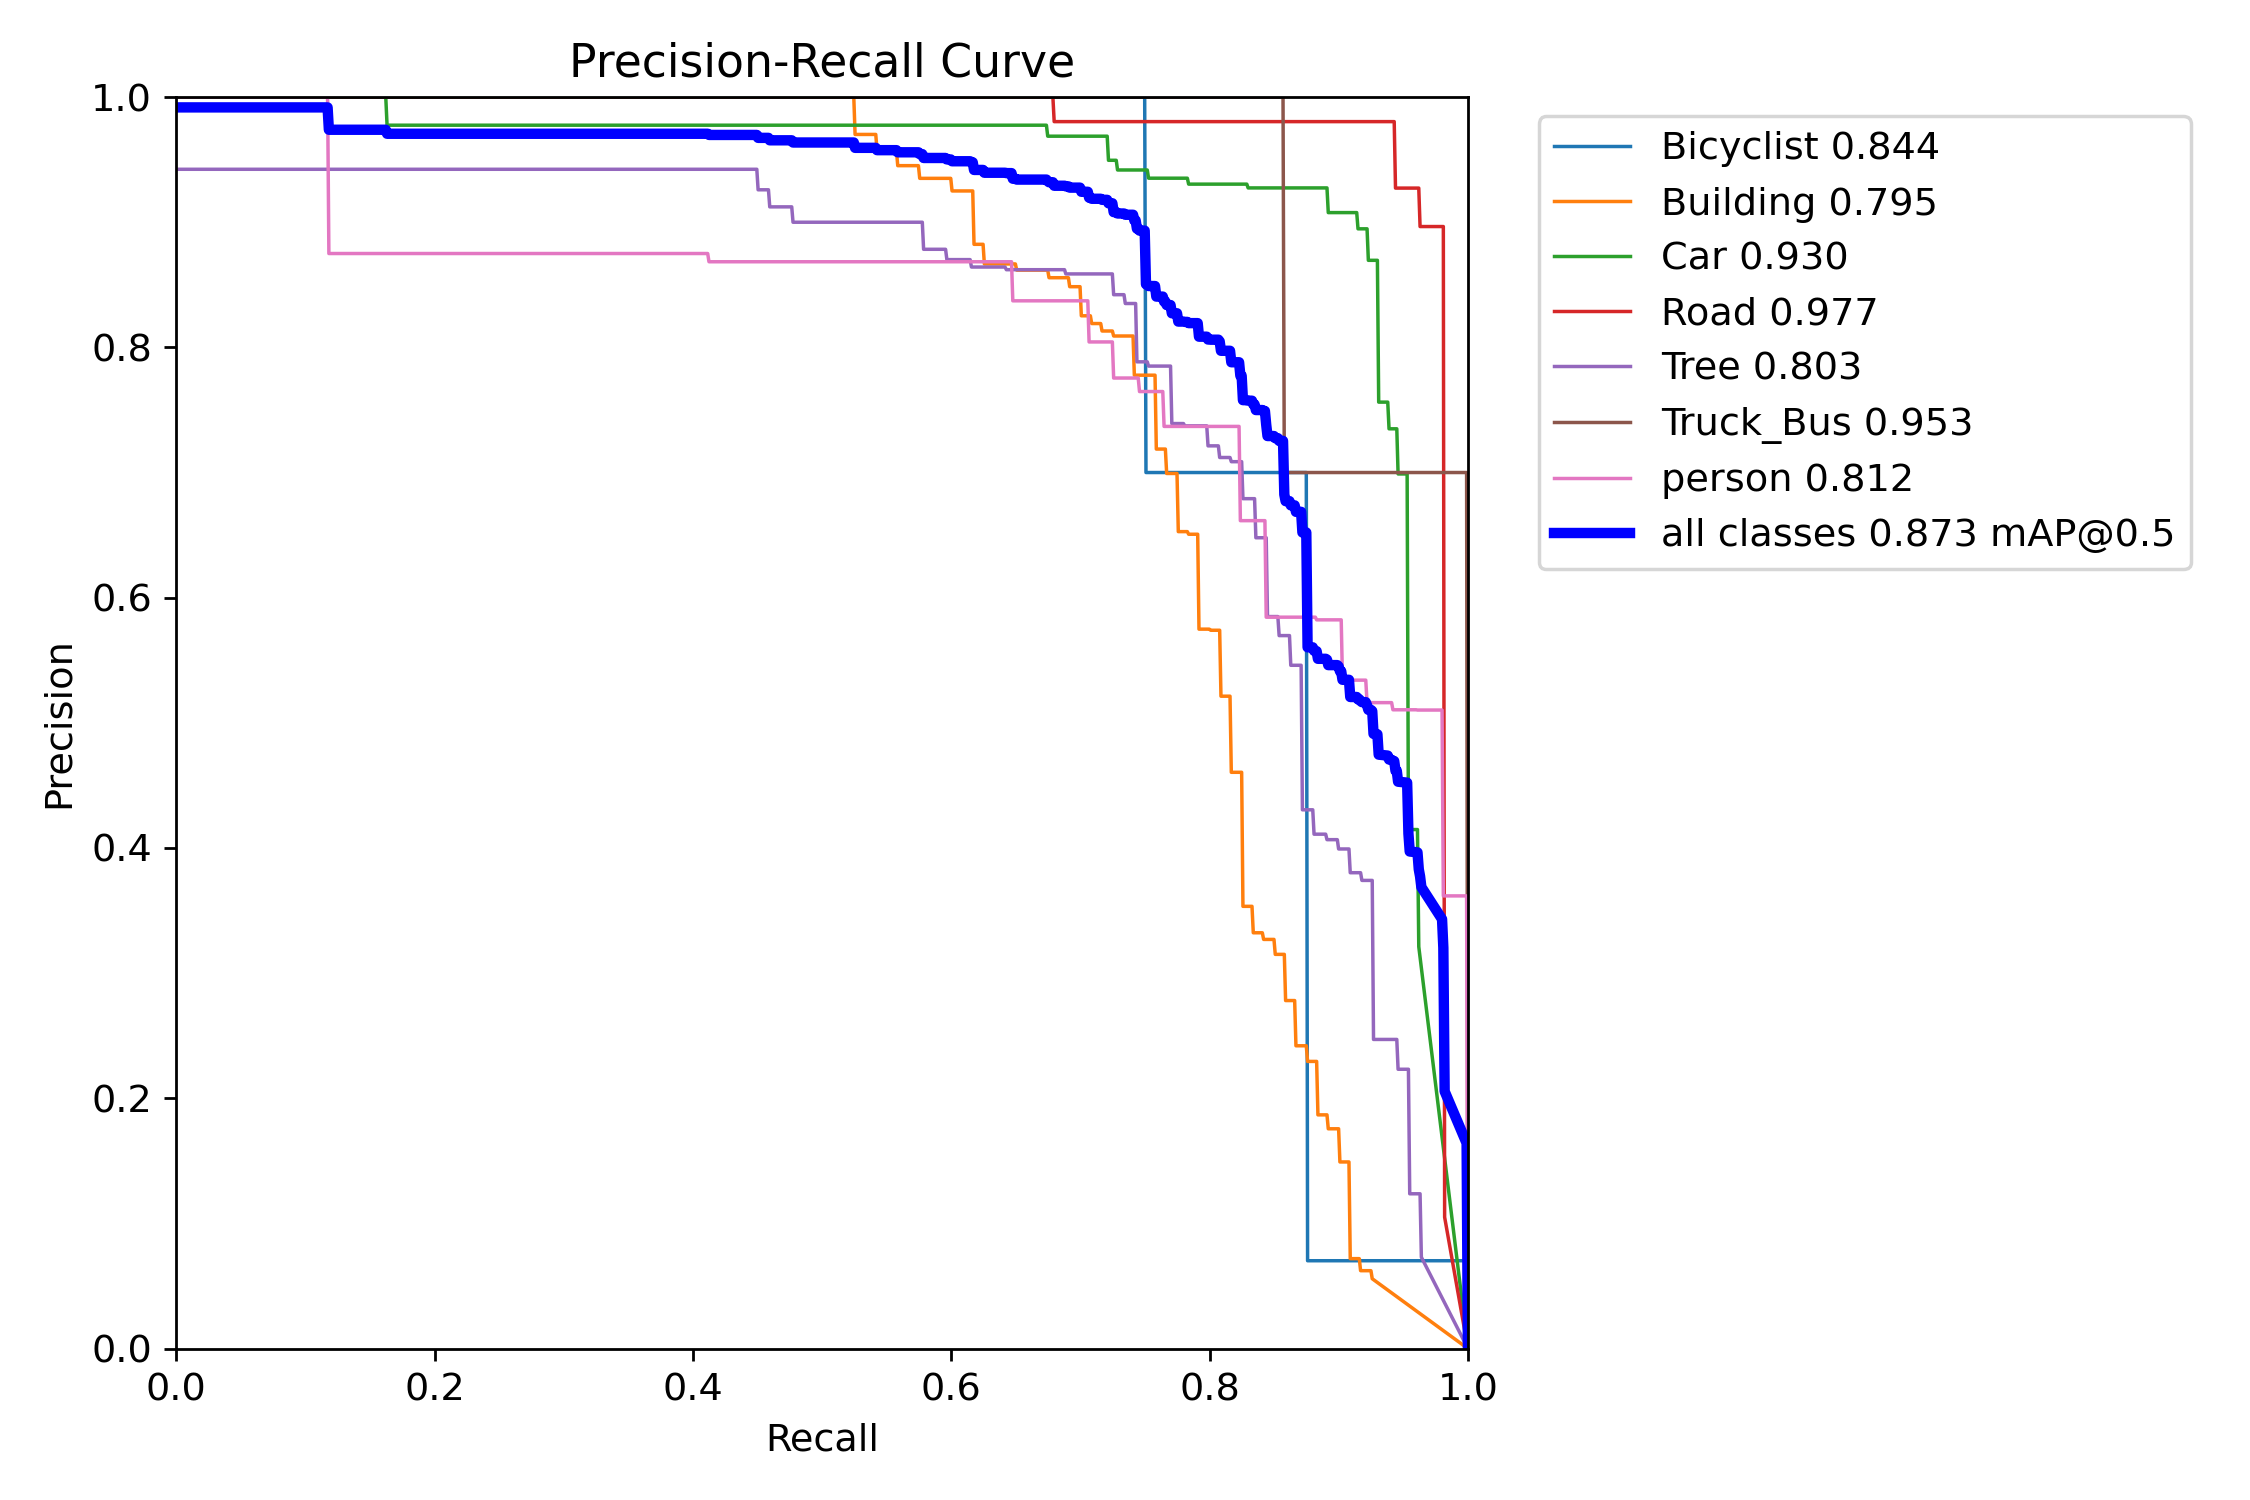 Precision-Recall Curve
1.0
0.8
0.6
0.4
0.2
0.0
Precision
0.0 0.2 0.4 0.6 0.8 1.0
Recall
Bicyclist 0.844
Building 0.795
Car 0.930
Road 0.977
Tree 0.803
Truck_Bus 0.953
person 0.812
all classes 0.873 mAP@0.5